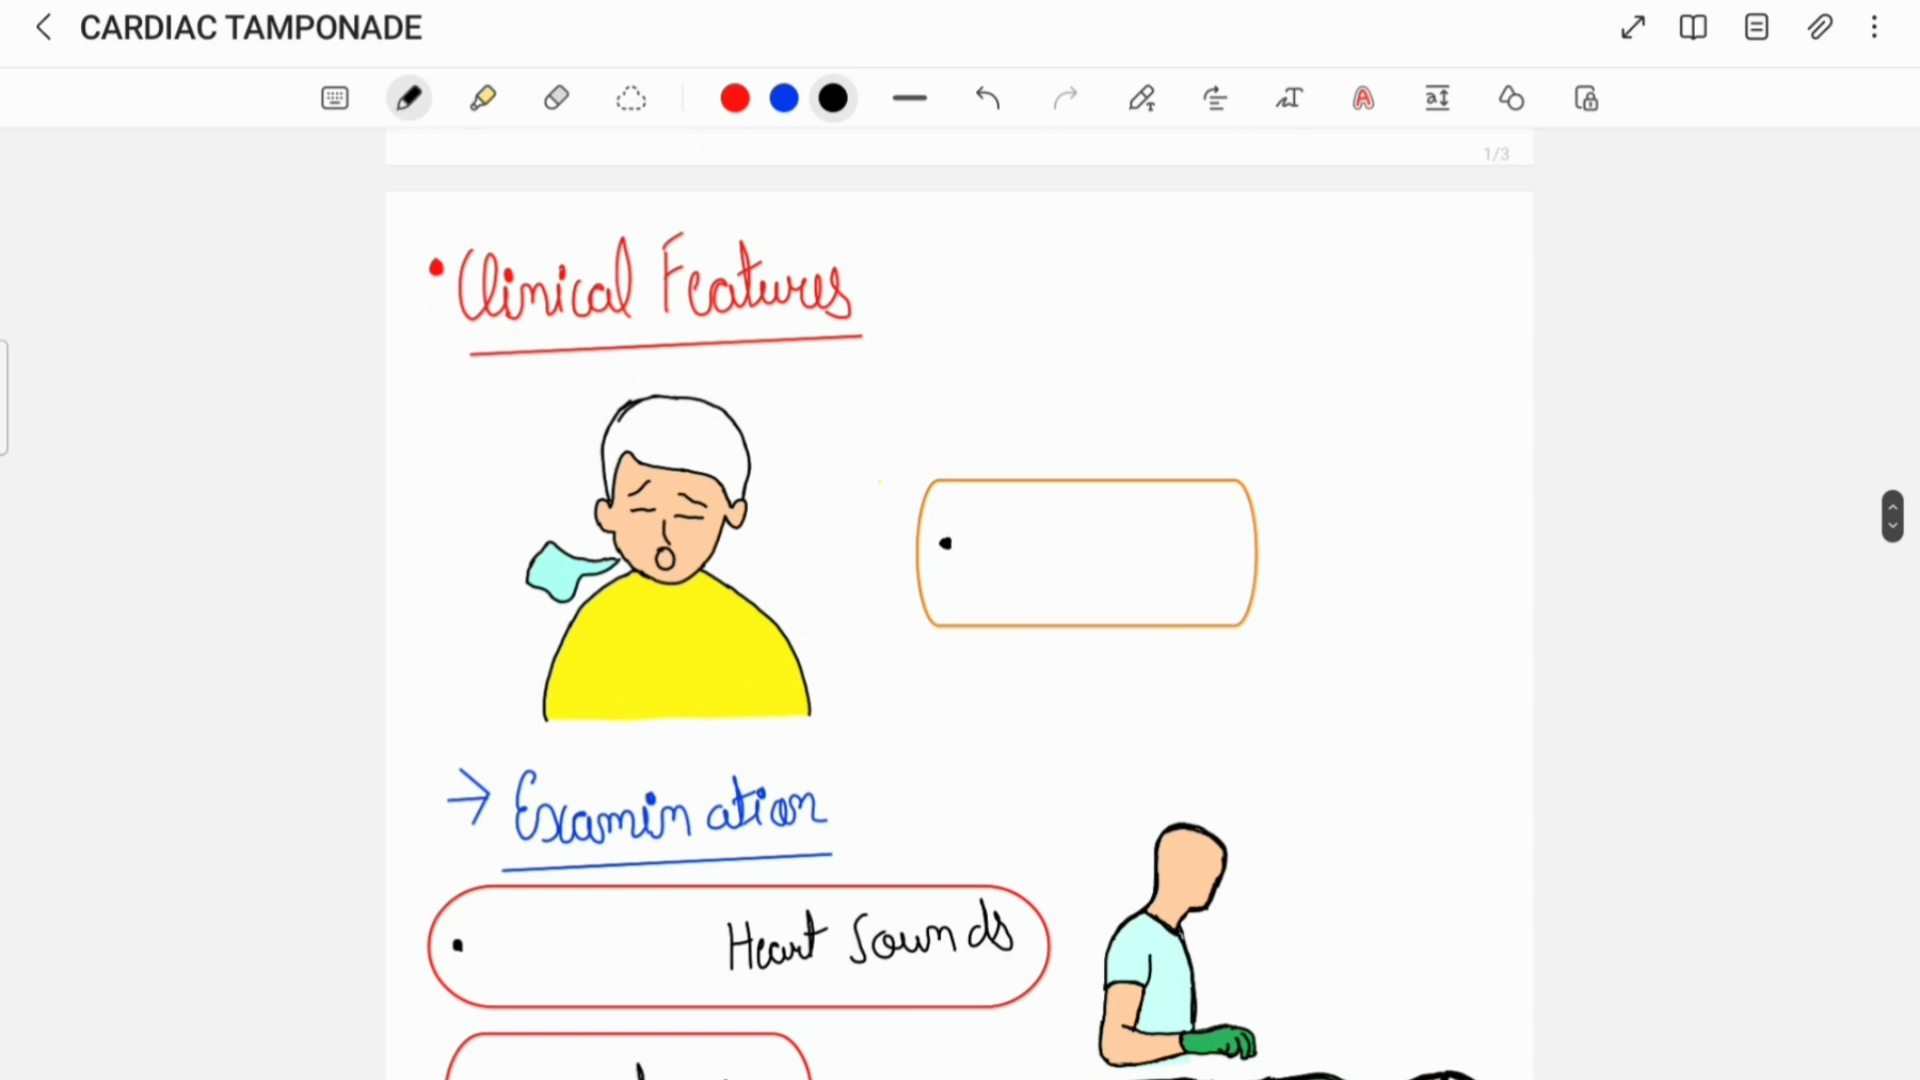 CARDIAC TAMPONADE
1/3
• Clinical Features
→ Examination
• Heart Sounds